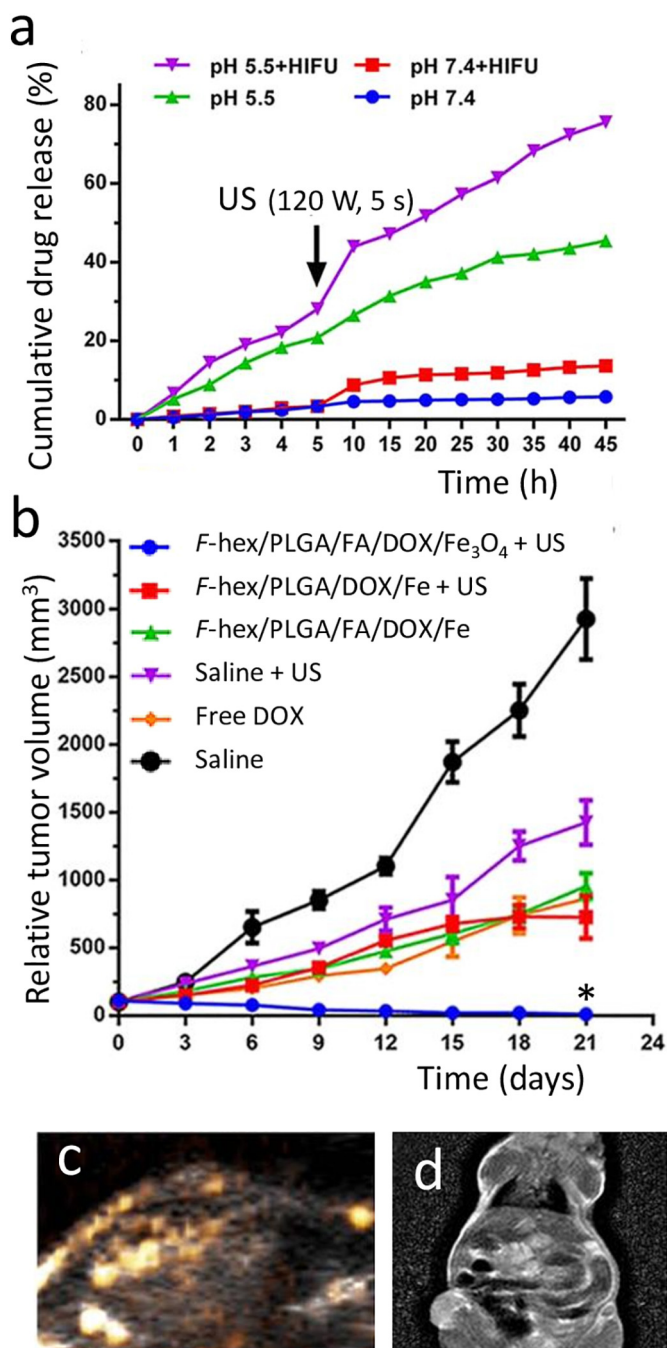 a
pH 5.5+HIFU
pH 7.4+HIFU
pH 5.5
pH 7.4
Cumulative drug release (%)
80
60
40
20
0
US (120 W, 5 s)
0 1 2 3 4 5 10 15 20 25 30 35 40 45
Time (h)
b
F-hex/PLGA/FA/DOX/Fe₃O₄ + US
F-hex/PLGA/DOX/Fe + US
F-hex/PLGA/FA/DOX/Fe
Saline + US
Free DOX
Saline
Relative tumor volume (mm³)
3500
3000
2500
2000
1500
1000
500
0
*
0 3 6 9 12 15 18 21 24
Time (days)
c
d